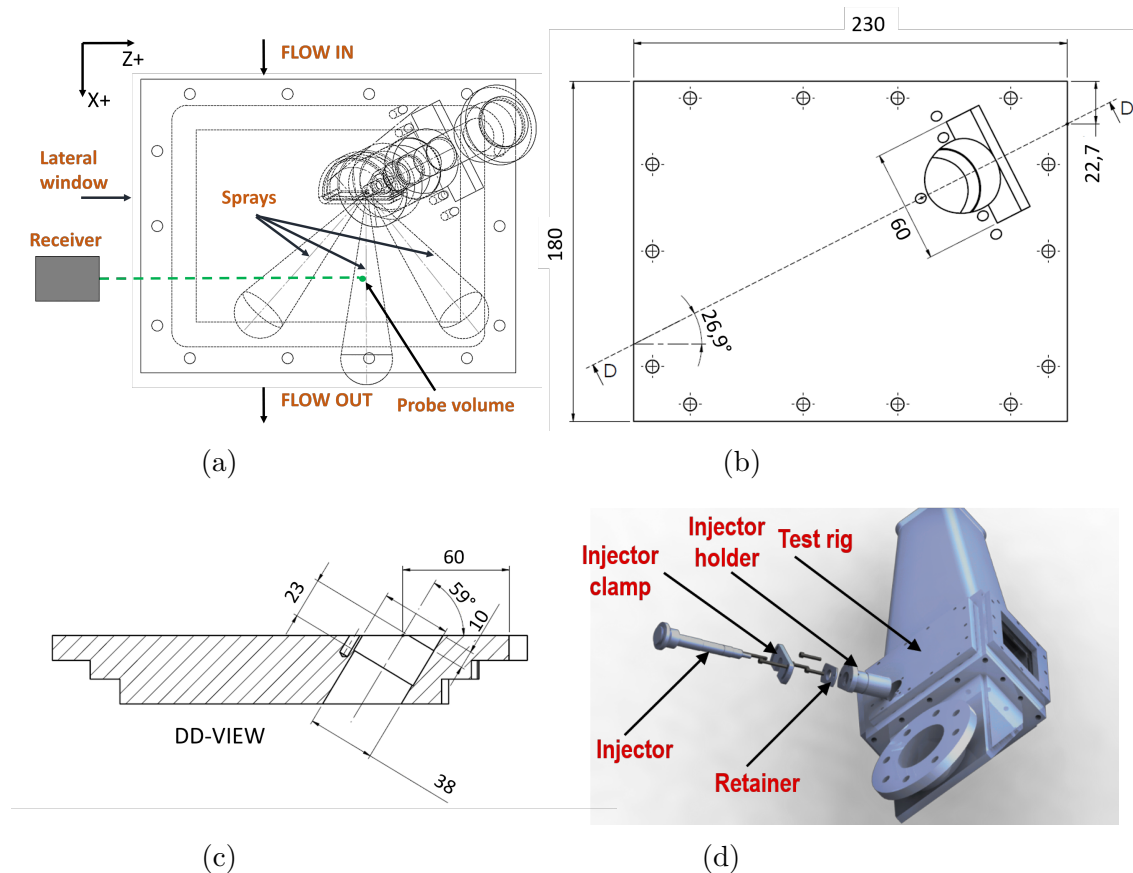 Z+
X+
FLOW IN
Lateral
window
Receiver
Sprays
FLOW OUT
Probe volume
(a)
230
D
22,7
180
60
26,9°
D
(b)
60
23
59°
10
DD-VIEW
38
(c)
Injector
holder
Test rig
Injector
clamp
Injector
Retainer
(d)